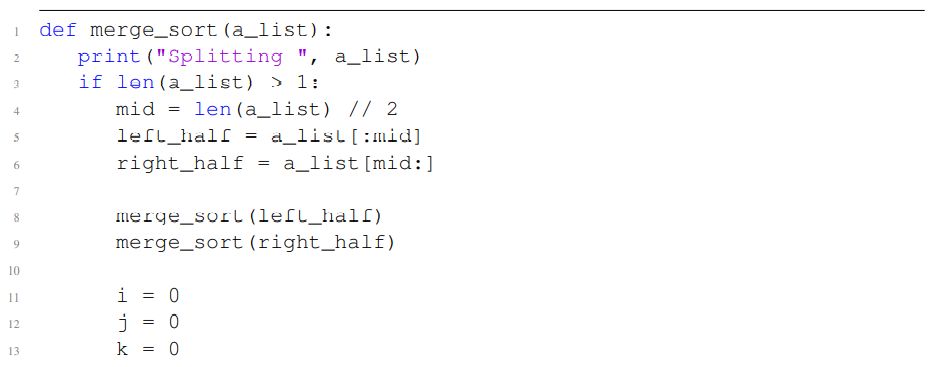 1 def merge_sort(a_list):
2 print("Splitting ", a_list)
3 if len(a_list) > 1:
4 mid = len(a_list) // 2
5 left_half = a_list[:mid]
6 right_half = a_list[mid:]
7
8 merge_sort(left_half)
9 merge_sort(right_half)
10
11 i = 0
12 j = 0
13 k = 0